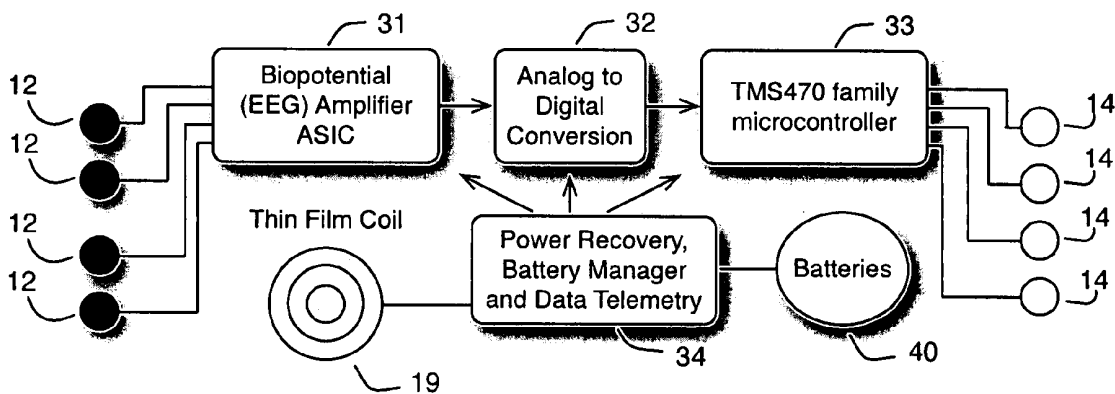 31
32
33
12
12
12
12
Biopotential
(EEG) Amplifier
ASIC
Analog to
Digital
Conversion
TMS470 family
microcontroller
14
14
14
14
Thin Film Coil
Power Recovery,
Battery Manager
and Data Telemetry
Batteries
19
34
40